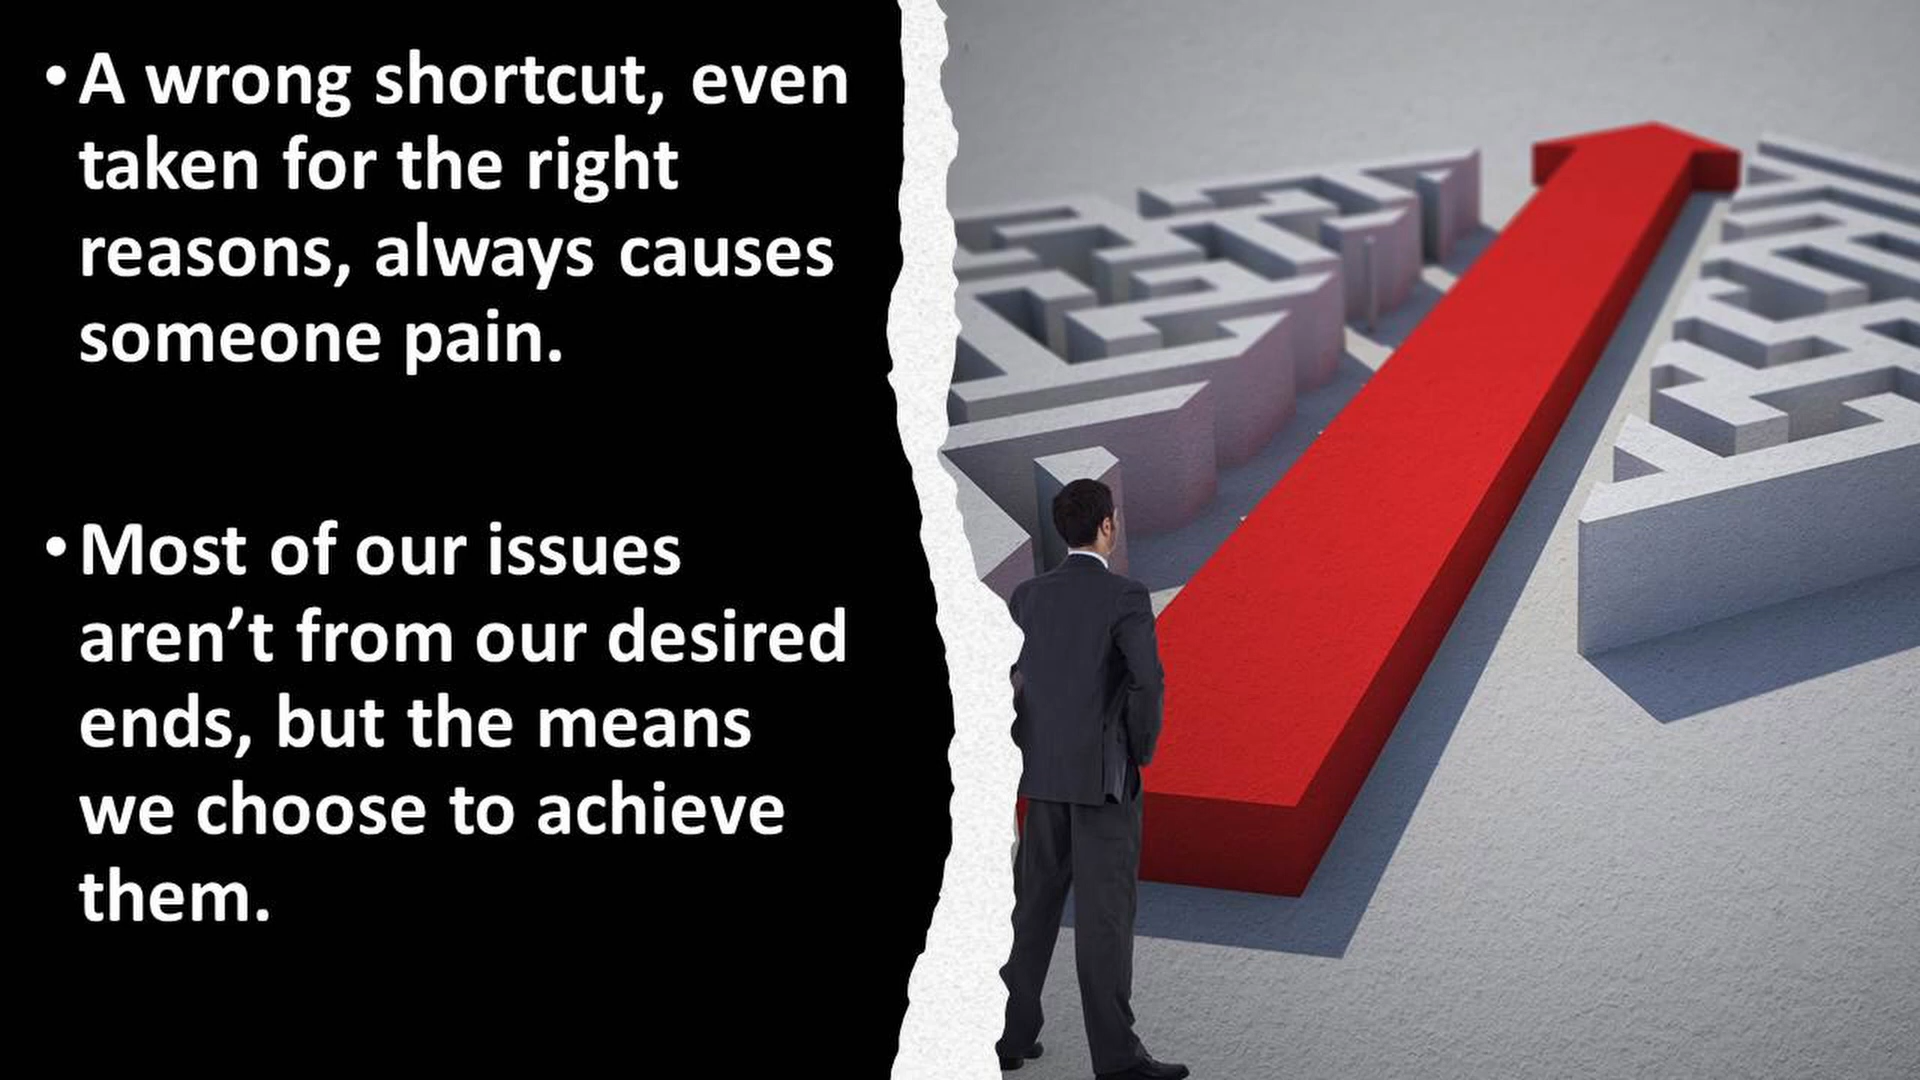 • A wrong shortcut, even
taken for the right
reasons, always causes
someone pain.
• Most of our issues
aren’t from our desired
ends, but the means
we choose to achieve
them.